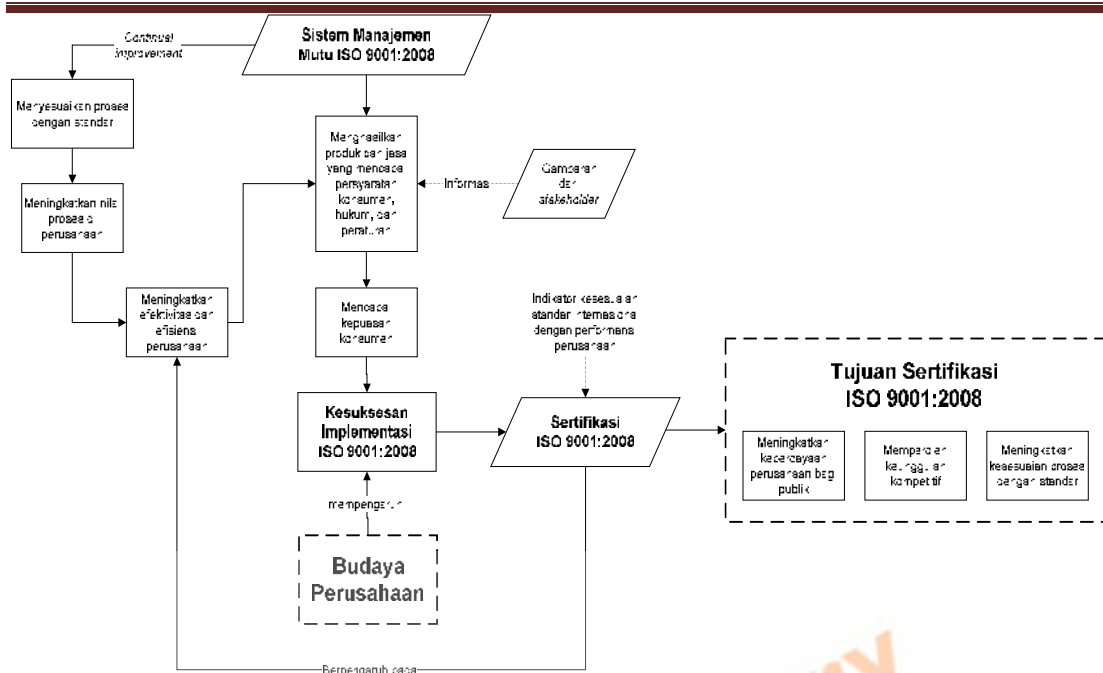 Continual
improvement
Sistem Manajemen
Mutu ISO 9001:2008
Menyesuaikan proses
dengan standar
Menghasilkan
produk dan jasa
yang mencapai
persyaratan
konsumen,
hukum, dan
peraturan
Informasi
Gambaran
dari
stakeholder
Meningkatkan nilai
proses di
perusahaan
Meningkatkan
efektivitas dan
efisiensi
perusahaan
Mencapai
kepuasan
konsumen
Indikator kesesuaian
standar internasional
dengan performansi
perusahaan
Kesuksesan
Implementasi
ISO 9001:2008
Sertifikasi
ISO 9001:2008
Tujuan Sertifikasi
ISO 9001:2008
Meningkatkan
kepercayaan
perusahaan bagi
publik
Memperoleh
keunggulan
kompetitif
Meningkatkan
kesesuaian proses
dengan standar
mempengaruhi
Budaya
Perusahaan
Berpengaruh pada